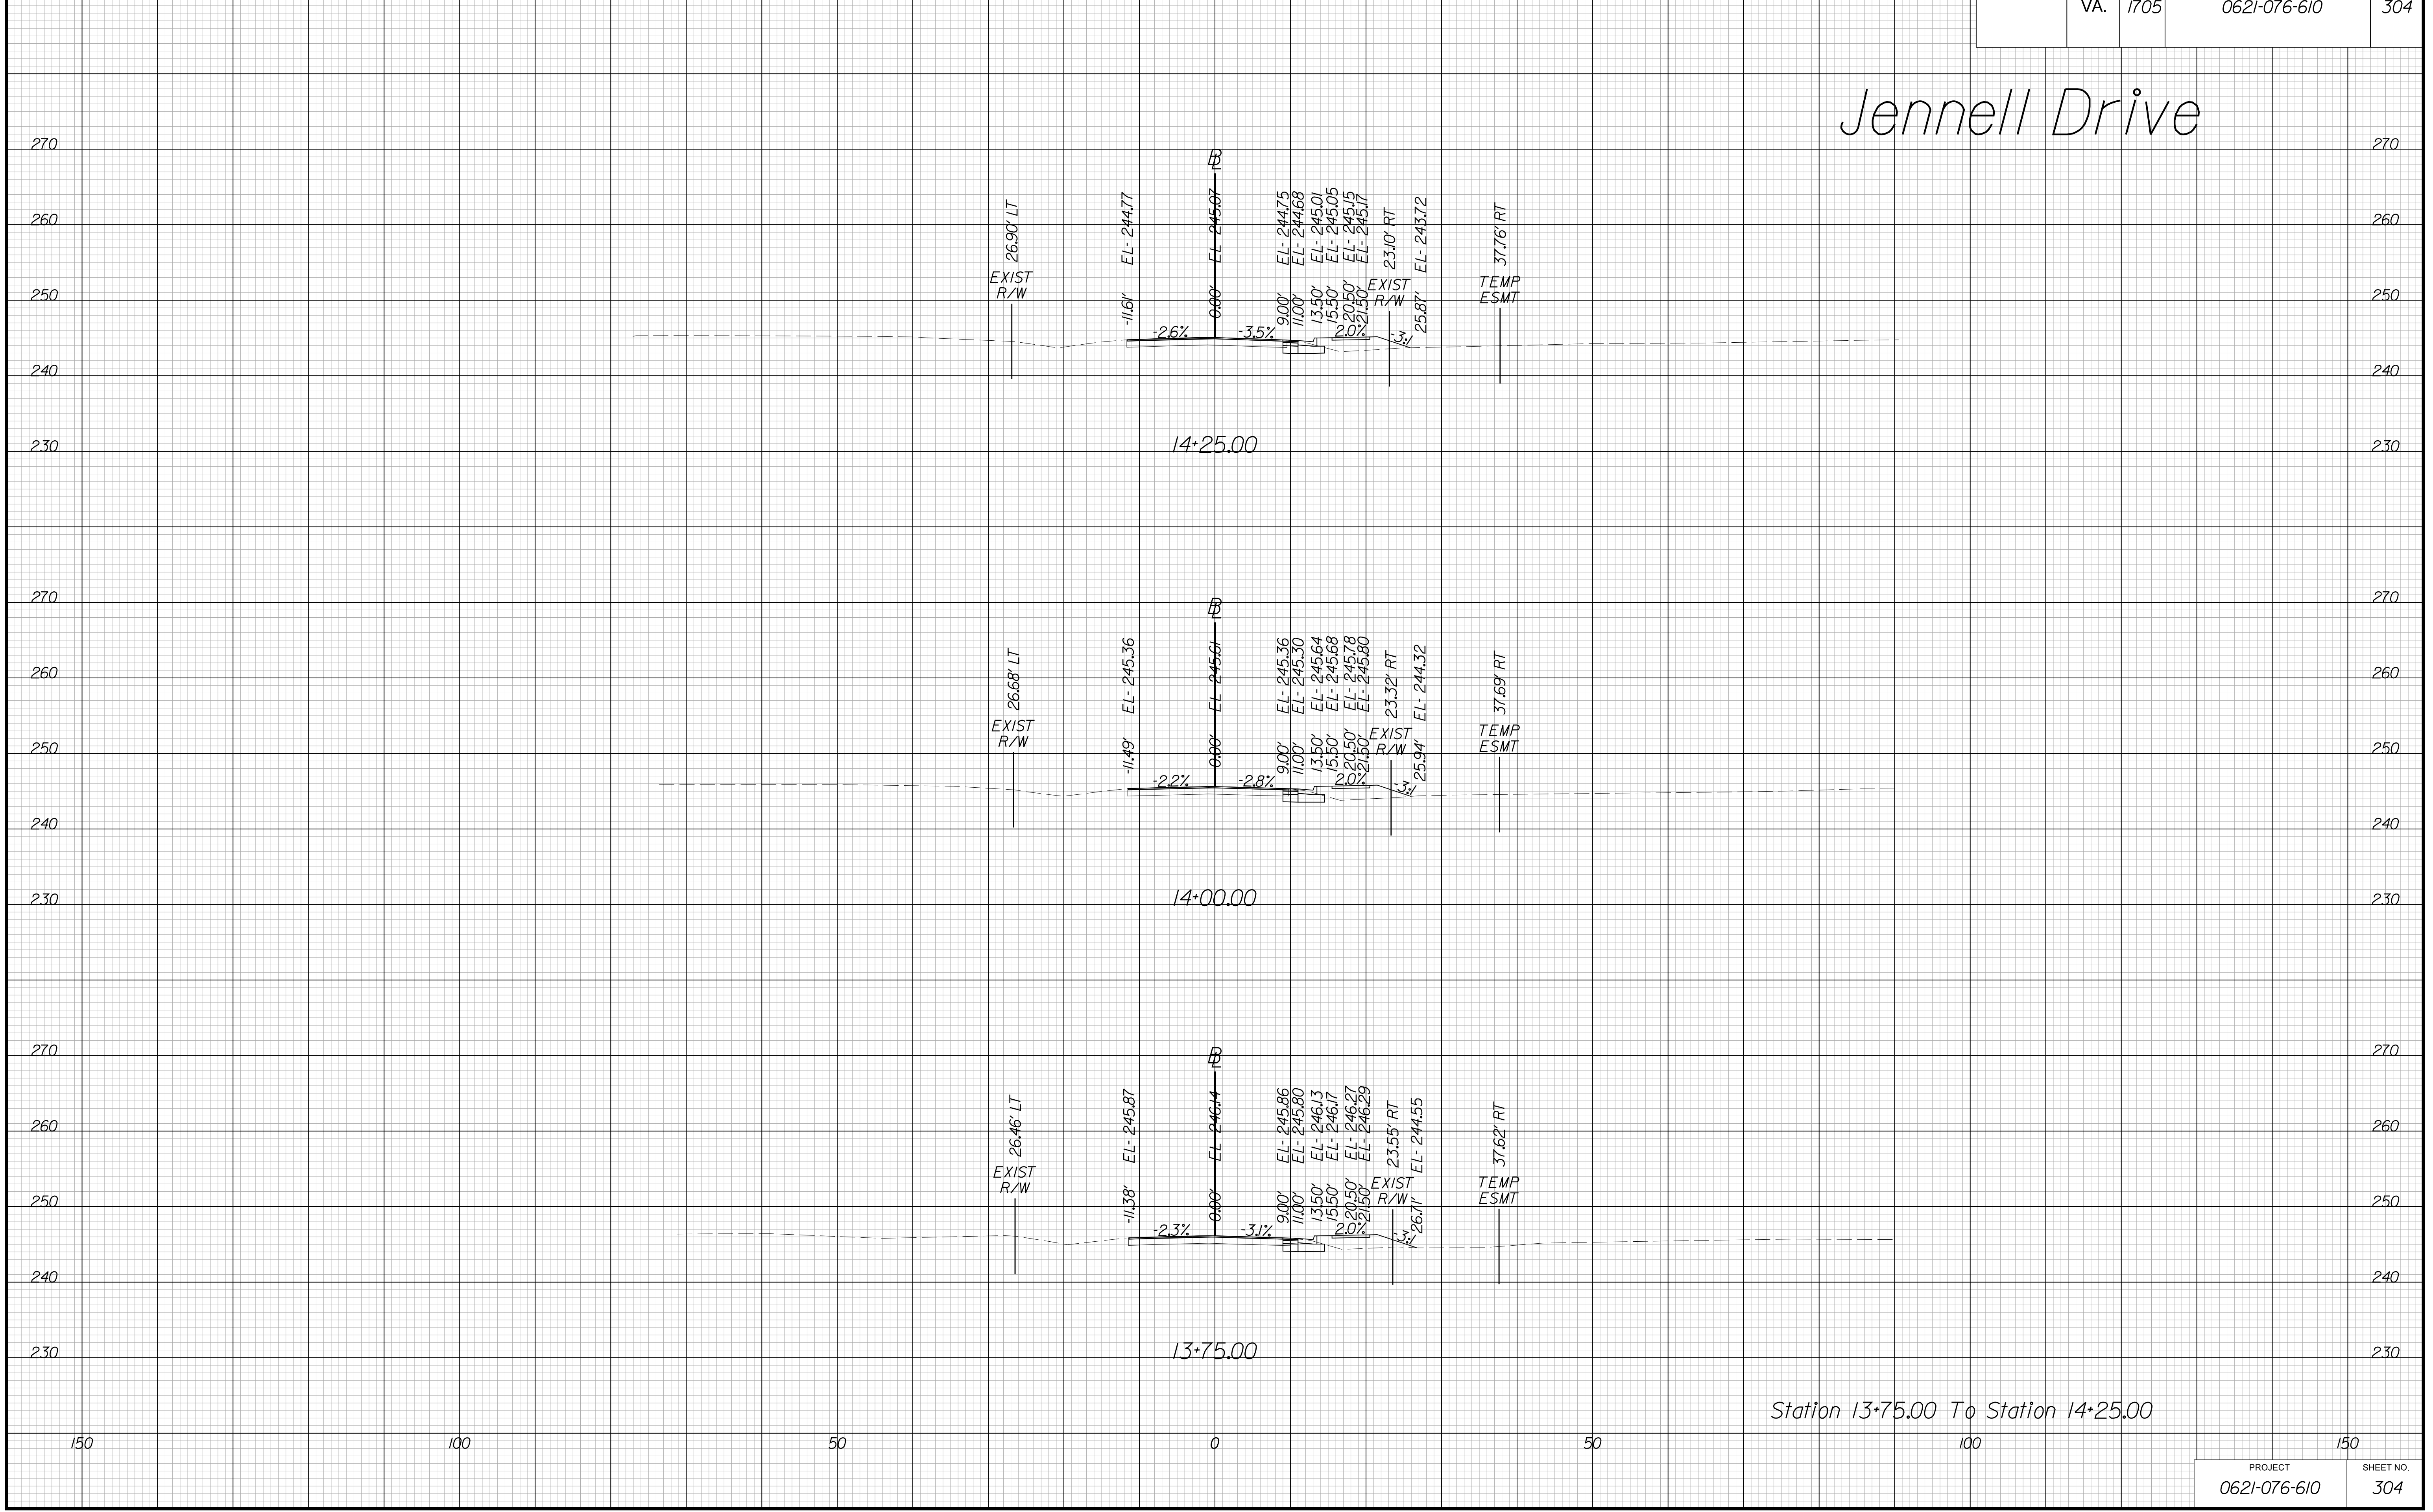 VA. 1705 0621-076-610 304
Jennell Drive
270 270
260 260
250 250
240 240
230 230
BL
26.90' LT
EXIST
R/W
EL- 244.77
-11.61'
EL- 245.07
0.00'
EL- 244.75
9.00'
EL- 244.68
11.00'
EL- 245.01
13.50'
EL- 245.05
15.50'
EL- 245.15
20.50'
EL- 245.17
21.50'
23.10' RT
EXIST
R/W
EL- 243.72
25.87'
37.76' RT
TEMP
ESMT
-2.6% -3.5% 2.0% -3:1
14+25.00
270 270
260 260
250 250
240 240
230 230
BL
26.68' LT
EXIST
R/W
EL- 245.36
-11.49'
EL- 245.61
0.00'
EL- 245.36
9.00'
EL- 245.30
11.00'
EL- 245.64
13.50'
EL- 245.68
15.50'
EL- 245.78
20.50'
EL- 245.80
21.50'
23.32' RT
EXIST
R/W
EL- 244.32
25.94'
37.69' RT
TEMP
ESMT
-2.2% -2.8% 2.0% -3:1
14+00.00
270 270
260 260
250 250
240 240
230 230
BL
26.46' LT
EXIST
R/W
EL- 245.87
-11.38'
EL- 246.14
0.00'
EL- 245.86
9.00'
EL- 245.80
11.00'
EL- 246.13
13.50'
EL- 246.17
15.50'
EL- 246.27
20.50'
EL- 246.29
21.50'
23.55' RT
EXIST
R/W
EL- 244.55
26.71'
37.62' RT
TEMP
ESMT
-2.3% -3.1% 2.0% -3:1
13+75.00
Station 13+75.00 To Station 14+25.00
150 100 50 0 50 100 150
PROJECT SHEET NO.
0621-076-610 304